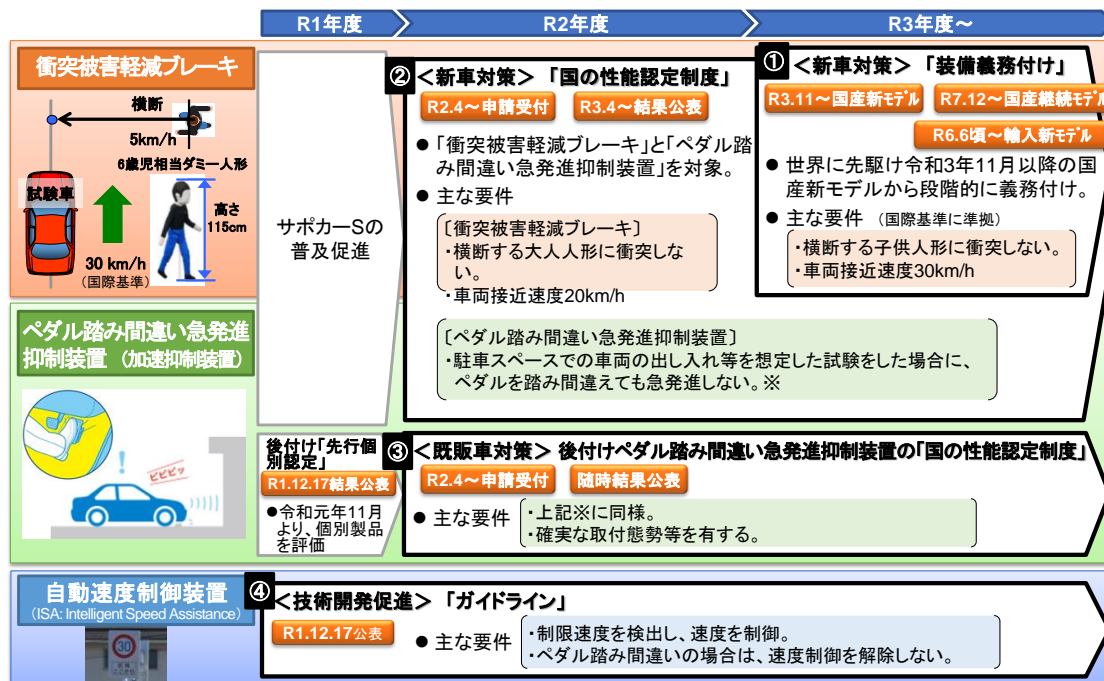 R1年度
R2年度
R3年度～
衝突被害軽減ブレーキ
横断
5km/h
6歳児相当ダミー人形
試験車
高さ
115cm
30 km/h
(国際基準)
サポカーSの
普及促進
② ＜新車対策＞ 「国の性能認定制度」
R2.4～申請受付
R3.4～結果公表
● 「衝突被害軽減ブレーキ」と「ペダル踏
み間違い急発進抑制装置」を対象。
● 主な要件
〔衝突被害軽減ブレーキ〕
・横断する大人人形に衝突しな
い。
・車両接近速度20km/h
① ＜新車対策＞ 「装備義務付け」
R3.11～国産新モデル
R7.12～国産継続モデル
R6.6頃～輸入新モデル
● 世界に先駆け令和3年11月以降の国
産新モデルから段階的に義務付け。
● 主な要件 （国際基準に準拠）
・横断する子供人形に衝突しない。
・車両接近速度30km/h
ペダル踏み間違い急発進
抑制装置 （加速抑制装置）
！
ビビビッ
〔ペダル踏み間違い急発進抑制装置〕
・駐車スペースでの車両の出し入れ等を想定した試験をした場合に、
ペダルを踏み間違えても急発進しない。※
後付け「先行個
別認定」
R1.12.17結果公表
●令和元年11月
より、個別製品
を評価
③ ＜既販車対策＞ 後付けペダル踏み間違い急発進抑制装置の「国の性能認定制度」
R2.4～申請受付
随時結果公表
● 主な要件
・上記※に同様。
・確実な取付態勢等を有する。
自動速度制御装置
(ISA: Intelligent Speed Assistance)
30
④ ＜技術開発促進＞ 「ガイドライン」
R1.12.17公表
● 主な要件
・制限速度を検出し、速度を制御。
・ペダル踏み間違いの場合は、速度制御を解除しない。